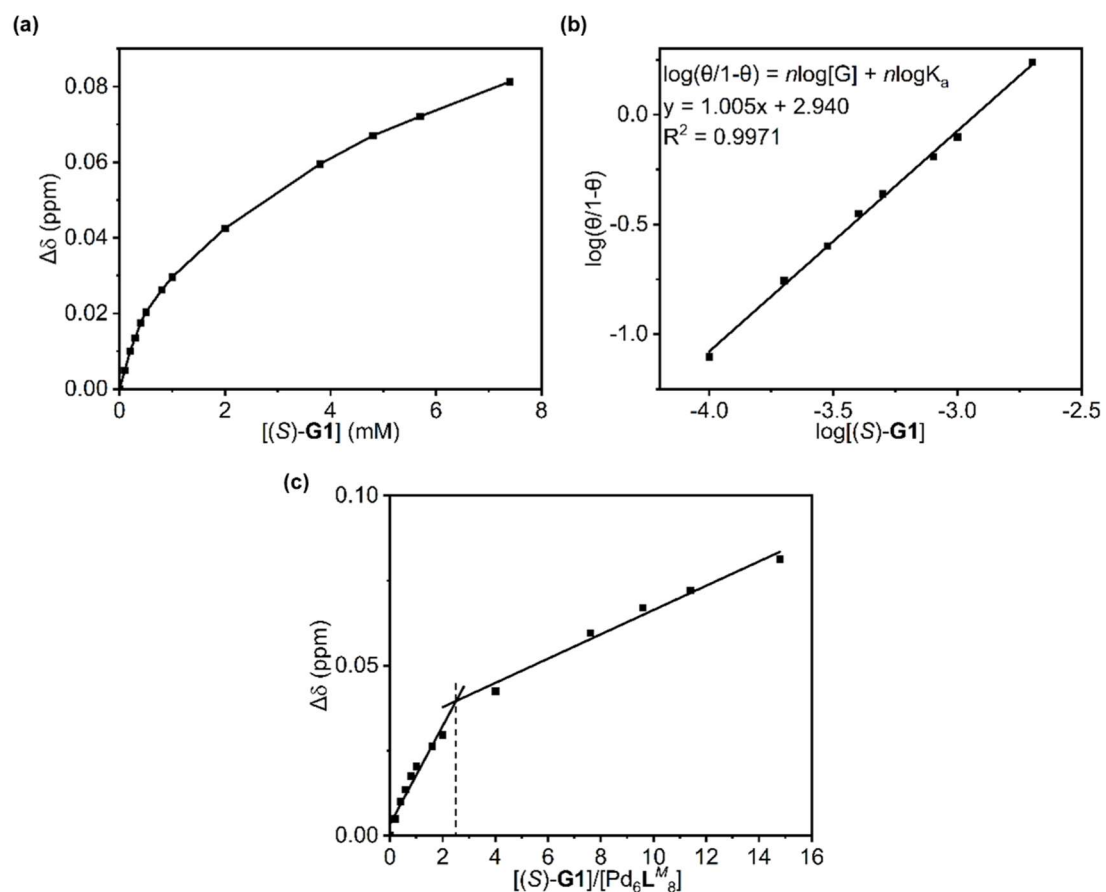 (a)
Δδ (ppm)
0.08
0.06
0.04
0.02
0.00
0 2 4 6 8
[(S)-G1] (mM)
(b)
log(θ/1-θ) = nlog[G] + nlogKₐ
y = 1.005x + 2.940
R² = 0.9971
log(θ/1-θ)
0.0
-0.5
-1.0
-4.0 -3.5 -3.0 -2.5
log[(S)-G1]
(c)
Δδ (ppm)
0.10
0.05
0.00
0 2 4 6 8 10 12 14 16
[(S)-G1]/[Pd₆Lᴹ₈]